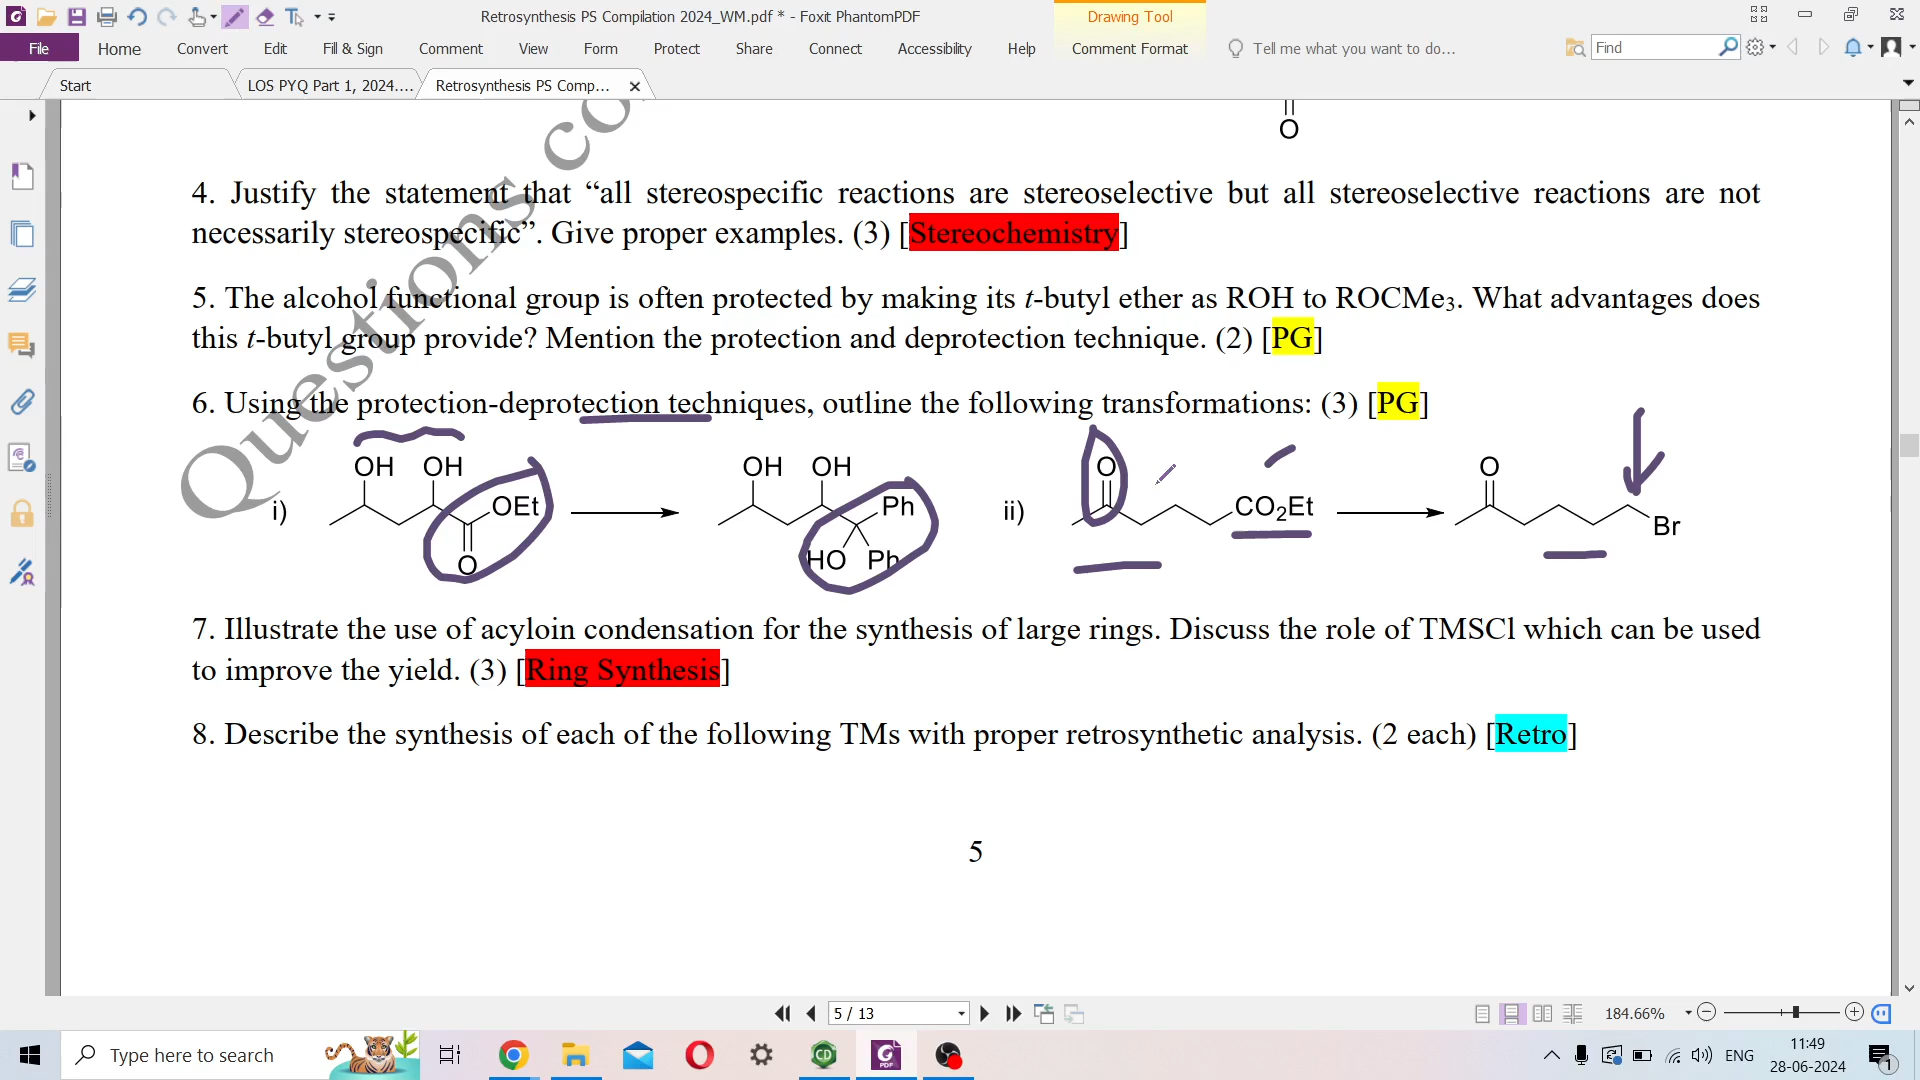 Retrosynthesis PS Compilation 2024_WM.pdf * - Foxit PhantomPDF
Drawing Tool
File Home Convert Edit Fill & Sign Comment View Form Protect Share Connect Accessibility Help Comment Format Tell me what you want to do... Find
Start LOS PYQ Part 1, 2024.... Retrosynthesis PS Comp...
Questions co
O
4. Justify the statement that “all stereospecific reactions are stereoselective but all stereoselective reactions are not
necessarily stereospecific”. Give proper examples. (3) [Stereochemistry]
5. The alcohol functional group is often protected by making its t-butyl ether as ROH to ROCMe₃. What advantages does
this t-butyl group provide? Mention the protection and deprotection technique. (2) [PG]
6. Using the protection-deprotection techniques, outline the following transformations: (3) [PG]
OH OH OH OH O O
i) OEt Ph ii) CO₂Et Br
O HO Ph
7. Illustrate the use of acyloin condensation for the synthesis of large rings. Discuss the role of TMSCl which can be used
to improve the yield. (3) [Ring Synthesis]
8. Describe the synthesis of each of the following TMs with proper retrosynthetic analysis. (2 each) [Retro]
5
5 / 13 184.66%
Type here to search CD PDF ENG 11:49
28-06-2024 1